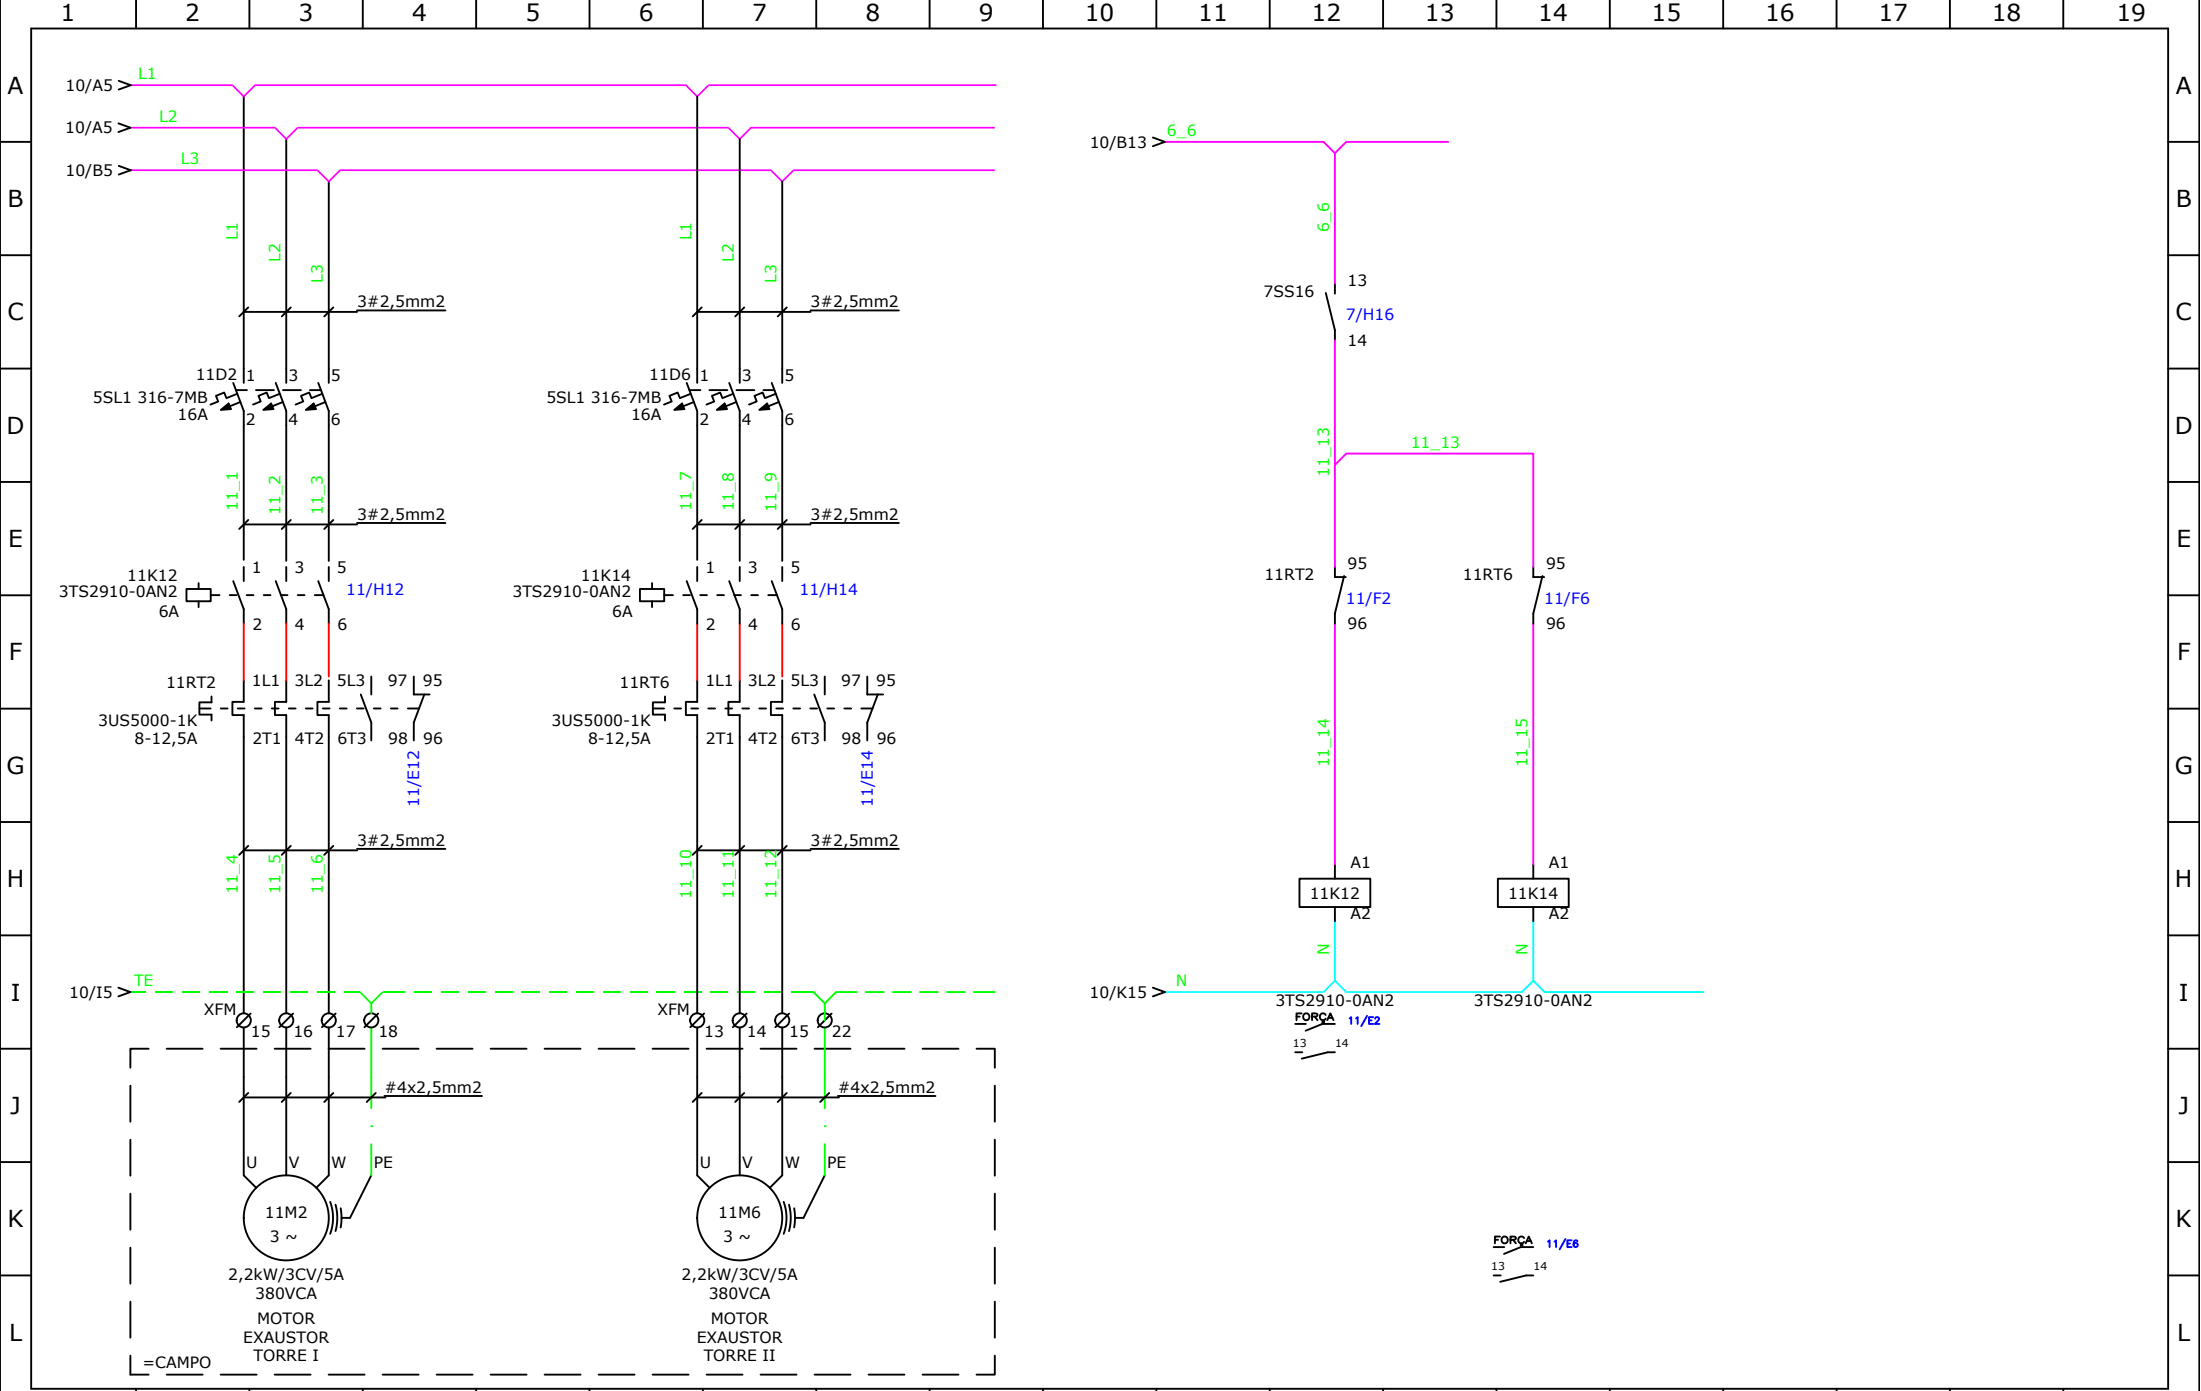 1 2 3 4 5 6 7 8 9 10 11 12 13 14 15 16 17 18 19
A A
B B
C C
D D
E E
F F
G G
H H
I I
J J
K K
L L
10/A5 L1
10/A5 L2
10/B5 L3
L1 L2 L3
3#2,5mm2
11D2 1 3 5
5SL1 316-7MB
16A 2 4 6
11_1 11_2 11_3
3#2,5mm2
11K12 1 3 5
3TS2910-0AN2 11/H12
6A 2 4 6
11RT2 1L1 3L2 5L3 97 95
3US5000-1K
8-12,5A 2T1 4T2 6T3 98 96
11/E12
3#2,5mm2
11_4 11_5 11_6
10/I5 TE
XFM 15 16 17 18
#4x2,5mm2
U V W PE
11M2
3 ~
2,2kW/3CV/5A
380VCA
MOTOR
EXAUSTOR
TORRE I
=CAMPO
L1 L2 L3
3#2,5mm2
11D6 1 3 5
5SL1 316-7MB
16A 2 4 6
11_7 11_8 11_9
3#2,5mm2
11K14 1 3 5
3TS2910-0AN2 11/H14
6A 2 4 6
11RT6 1L1 3L2 5L3 97 95
3US5000-1K
8-12,5A 2T1 4T2 6T3 98 96
11/E14
3#2,5mm2
11_10 11_11 11_12
XFM 13 14 15 22
#4x2,5mm2
U V W PE
11M6
3 ~
2,2kW/3CV/5A
380VCA
MOTOR
EXAUSTOR
TORRE II
10/B13 6_6
6_6
13
7SS16
7/H16
14
11_13 11_13
95
11RT2
11/F2
96
95
11RT6
11/F6
96
11_14 11_15
A1 A1
11K12 11K14
A2 A2
N N
10/K15 N
3TS2910-0AN2 3TS2910-0AN2
FORÇA 11/E2
13 14
FORÇA 11/E6
13 14